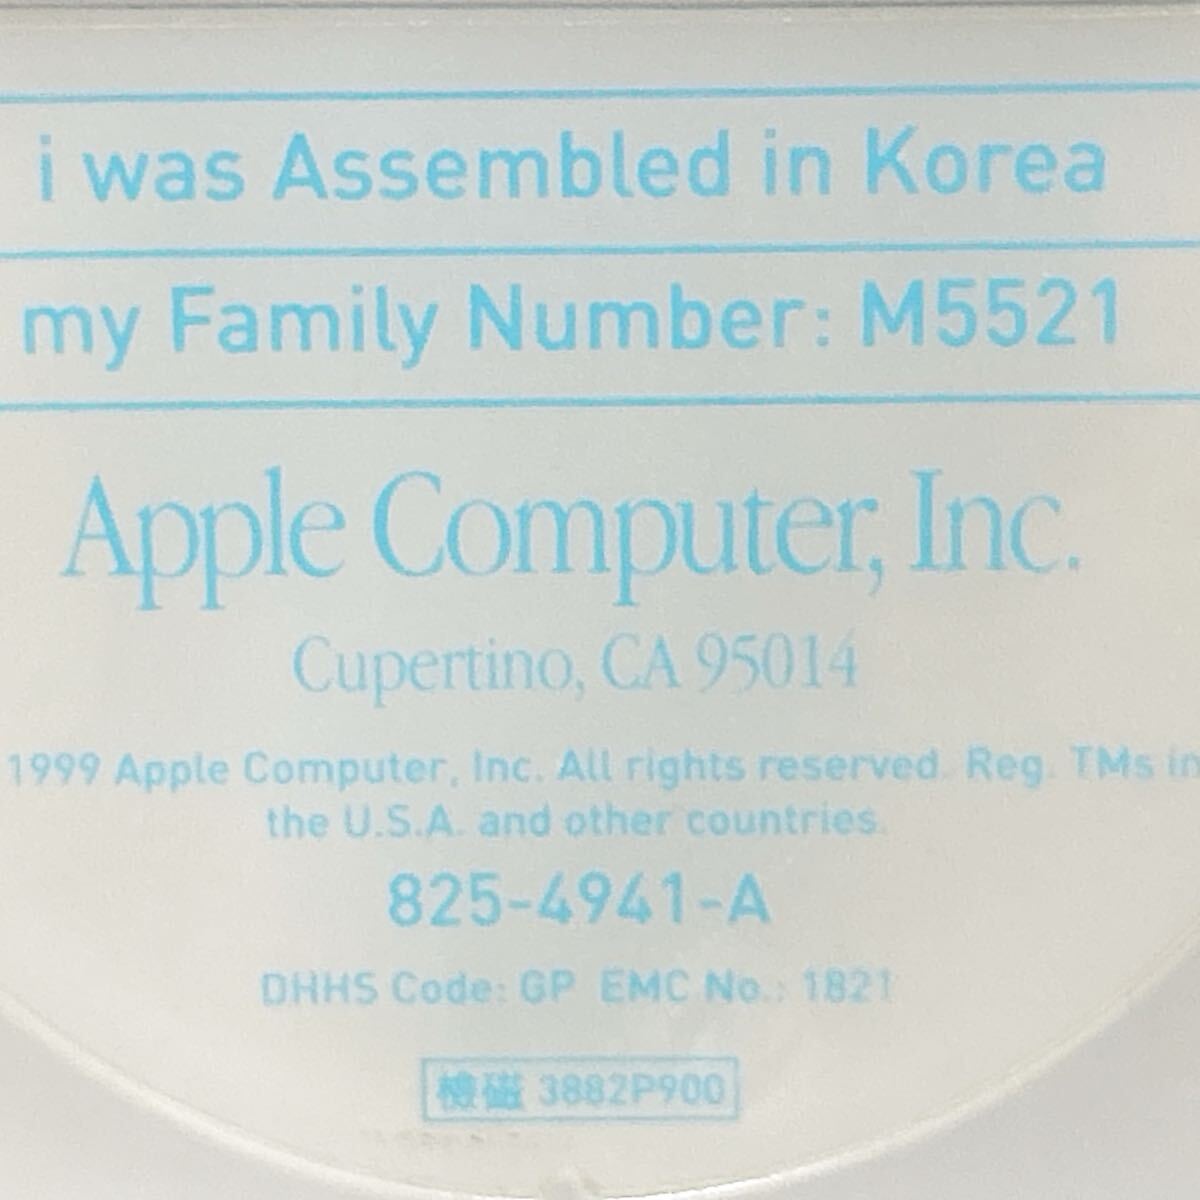 i was Assembled in Korea
my Family Number: M5521
Apple Computer, Inc.
Cupertino, CA 95014
1999 Apple Computer, Inc. All rights reserved. Reg. TMs in
the U.S.A. and other countries.
825-4941-A
DHHS Code: GP EMC No.: 1821
檢磁 3882P900